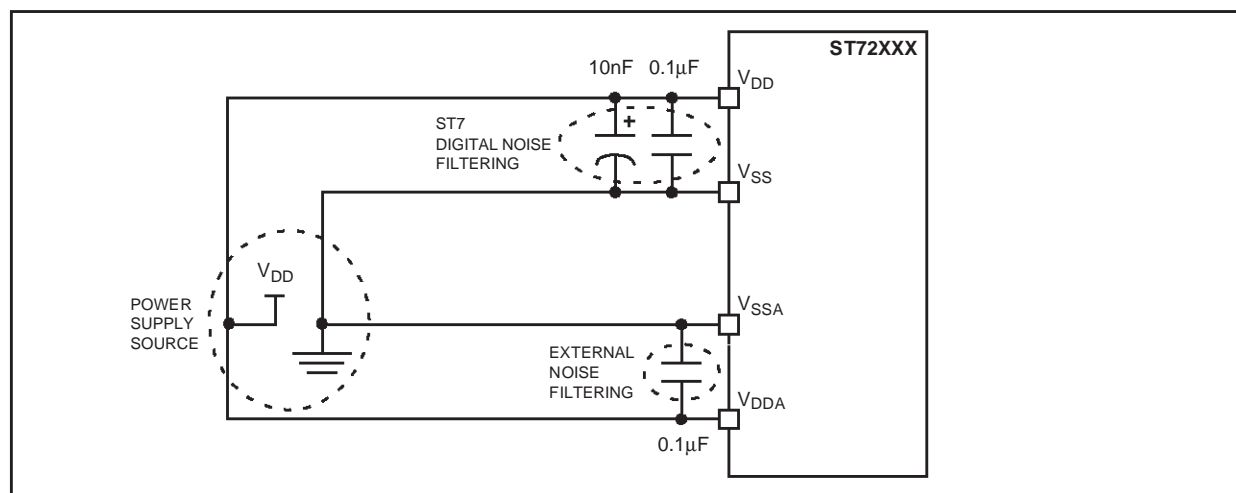 ST72XXX
10nF 0.1μF
VDD
ST7
DIGITAL NOISE
FILTERING
+
VSS
VDD
POWER
SUPPLY
SOURCE
VSSA
EXTERNAL
NOISE
FILTERING
VDDA
0.1μF